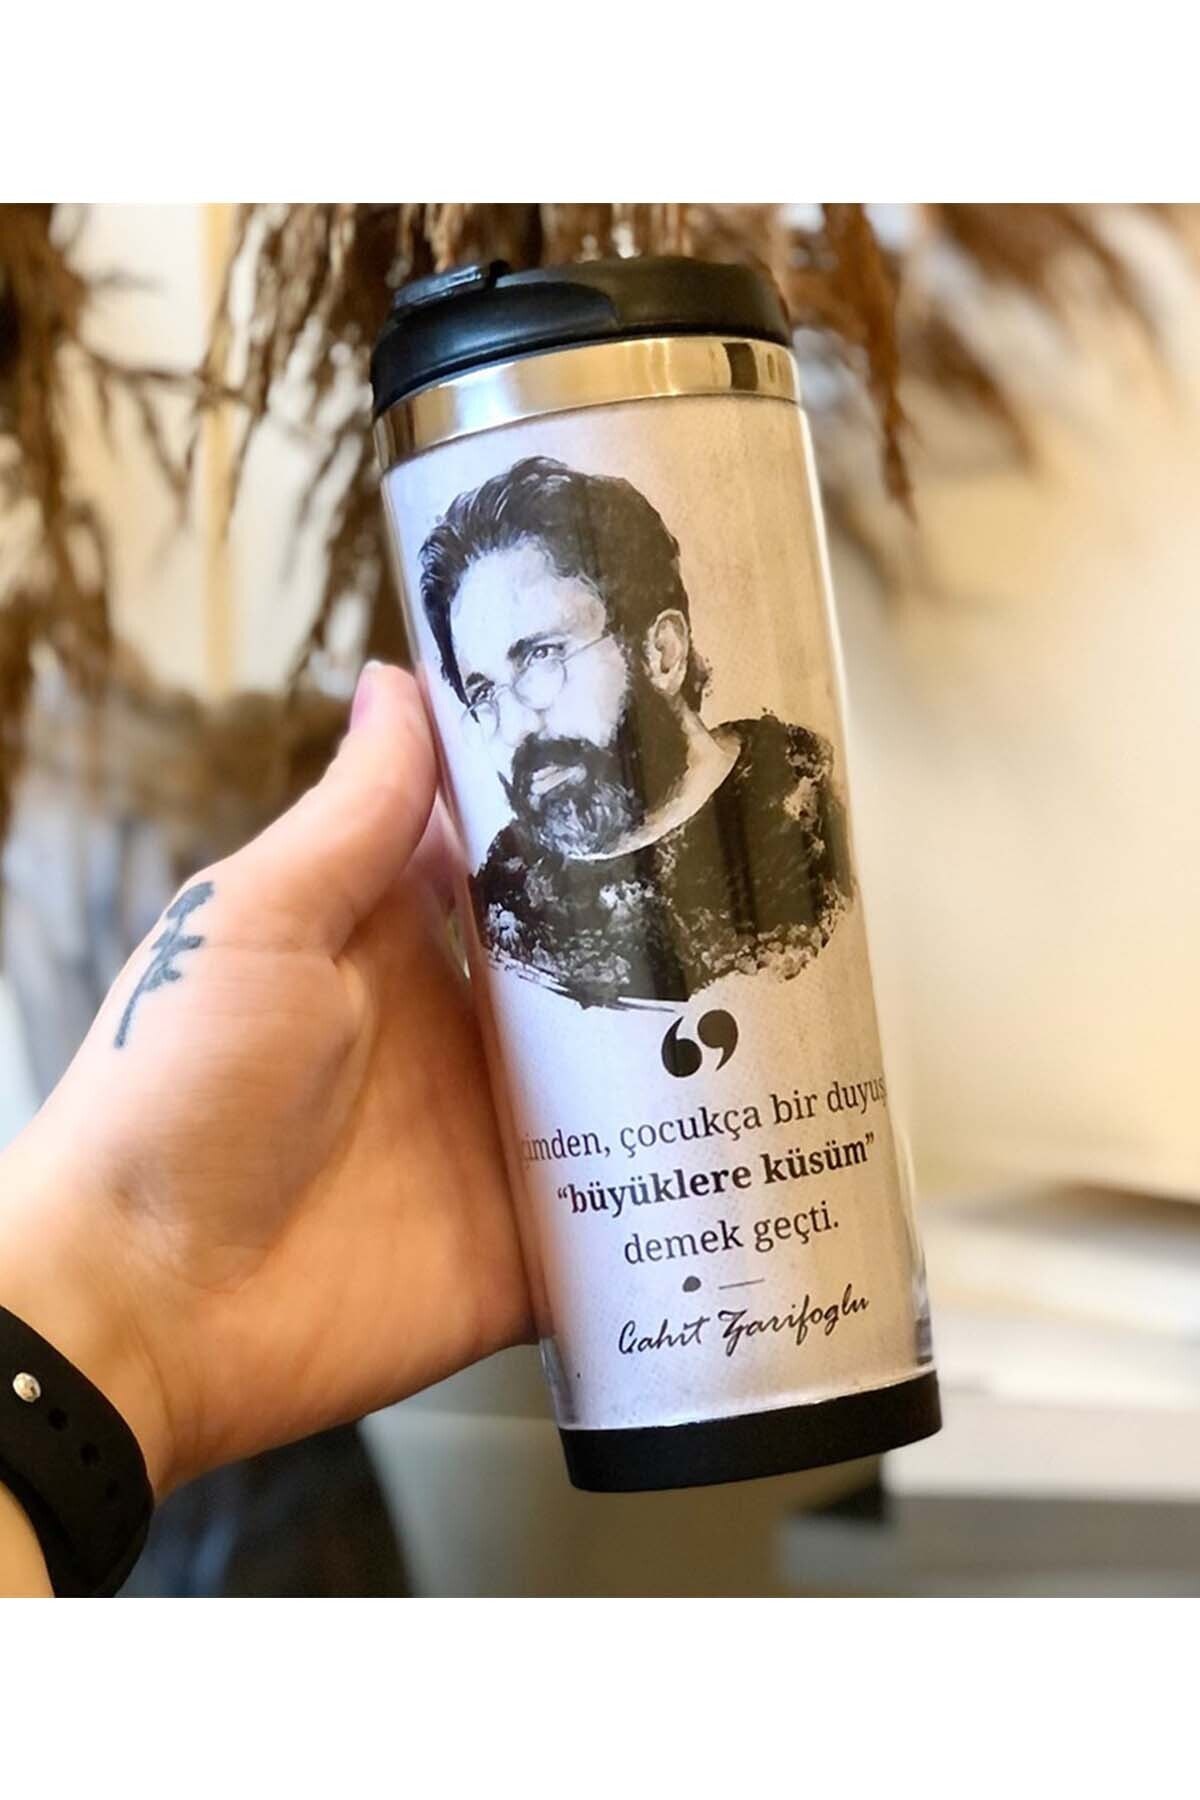 çimden, çocukça bir duyuş
“büyüklere küsüm”
demek geçti.
Cahit Zarifoglu